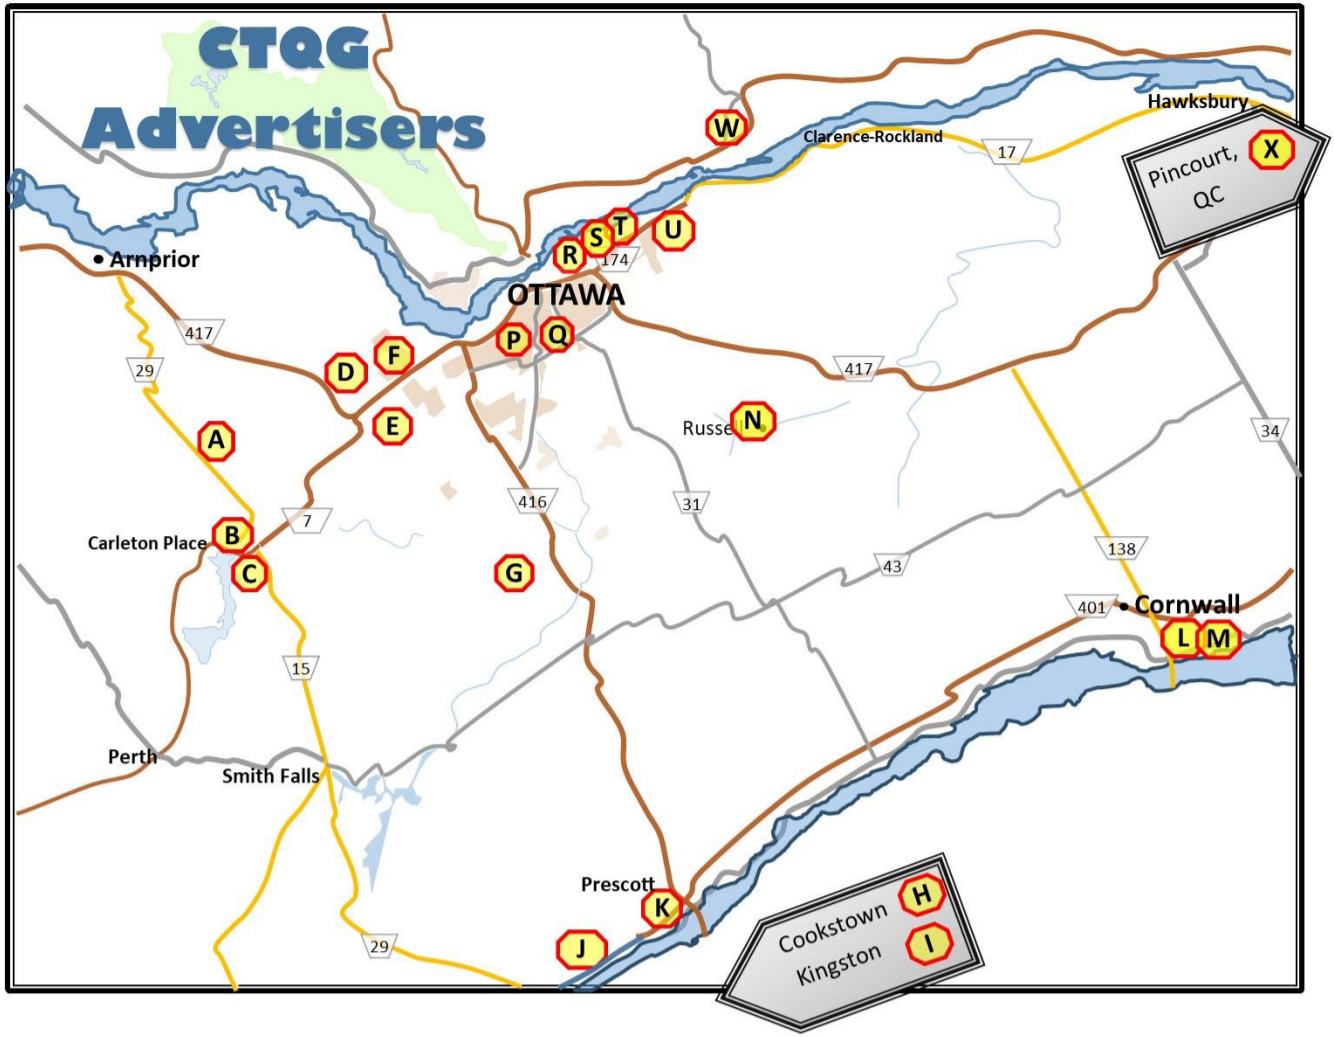 CTQG
Advertisers
W
Hawksbury
Clarence-Rockland
17
Pincourt,
X
QC
Arnprior
R
S
T
U
174
OTTAWA
417
29
D
F
P
Q
417
A
E
Russe
N
34
416
31
7
Carleton Place
B
C
G
43
138
401
Cornwall
L
M
15
Perth
Smith Falls
Prescott
K
J
29
Cookstown
H
Kingston
I